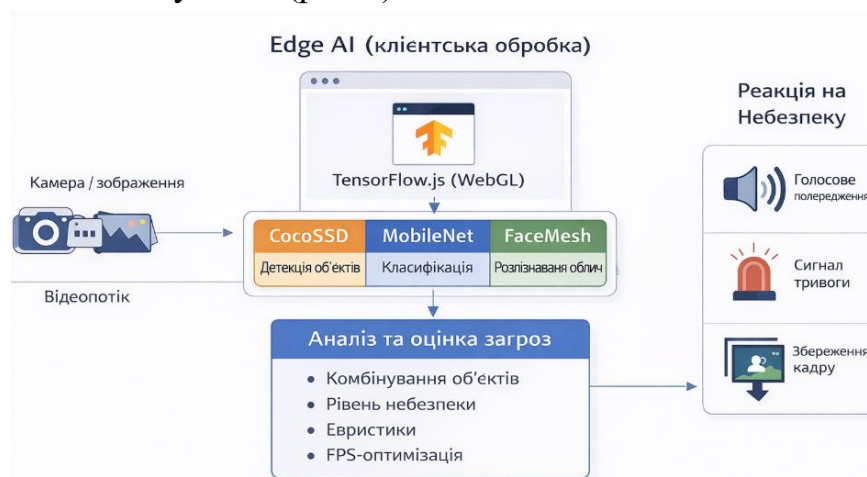 Edge AI (клієнтська обробка)
TensorFlow.js (WebGL)
Камера / зображення
Відеопотік
CocoSSD
MobileNet
FaceMesh
Детекція об'єктів
Класифікація
Розпізнаваня облич
Аналіз та оцінка загроз
• Комбінування об'єктів
• Рівень небезпеки
• Евристики
• FPS-оптимізація
Реакція на
Небезпеку
Голосове
полередження
Сигнал
тривоги
Збереження
кадру